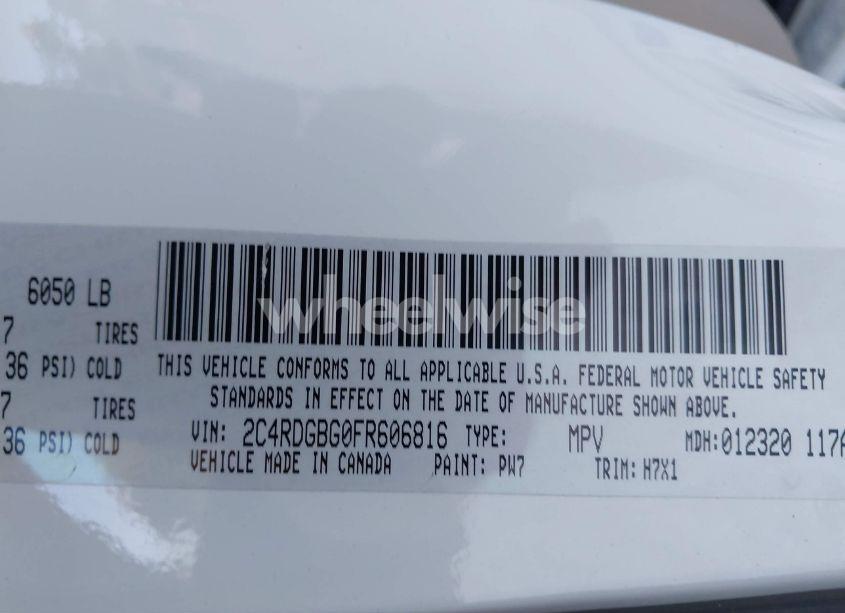 6050 LB
7 TIRES
36 PSI) COLD
7 TIRES
36 PSI) COLD
wheelwise
THIS VEHICLE CONFORMS TO ALL APPLICABLE U.S.A. FEDERAL MOTOR VEHICLE SAFETY
STANDARDS IN EFFECT ON THE DATE OF MANUFACTURE SHOWN ABOVE.
VIN: 2C4RDGBG0FR606816 TYPE: MPV MDH:012320 117A
VEHICLE MADE IN CANADA PAINT: PW7 TRIM: H7X1